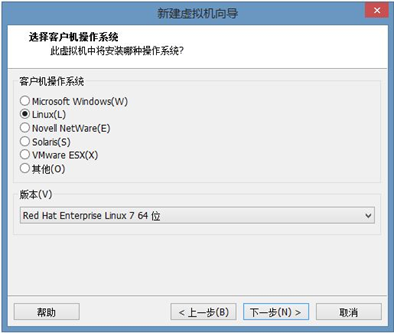 新建虚拟机向导
选择客户机操作系统
此虚拟机中将安装哪种操作系统?
客户机操作系统
Microsoft Windows(W)
Linux(L)
Novell NetWare(E)
Solaris(S)
VMware ESX(X)
其他(O)
版本(V)
Red Hat Enterprise Linux 7 64 位
帮助
< 上一步(B)
下一步(N) >
取消